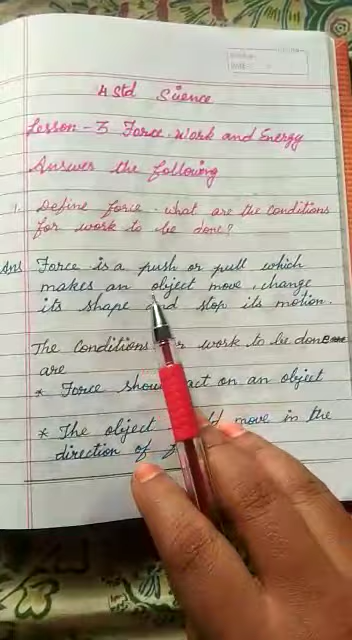 4 Std Science
Lesson - 3 Force, Work and Energy
Answer the following
1. Define force. what are the conditions
for work to be done?
Ans Force is a push or pull which
makes an object move, change
its shape and stop its motion.
The conditions work to be done
are
* Force act on an object
* The object move in the
direction of